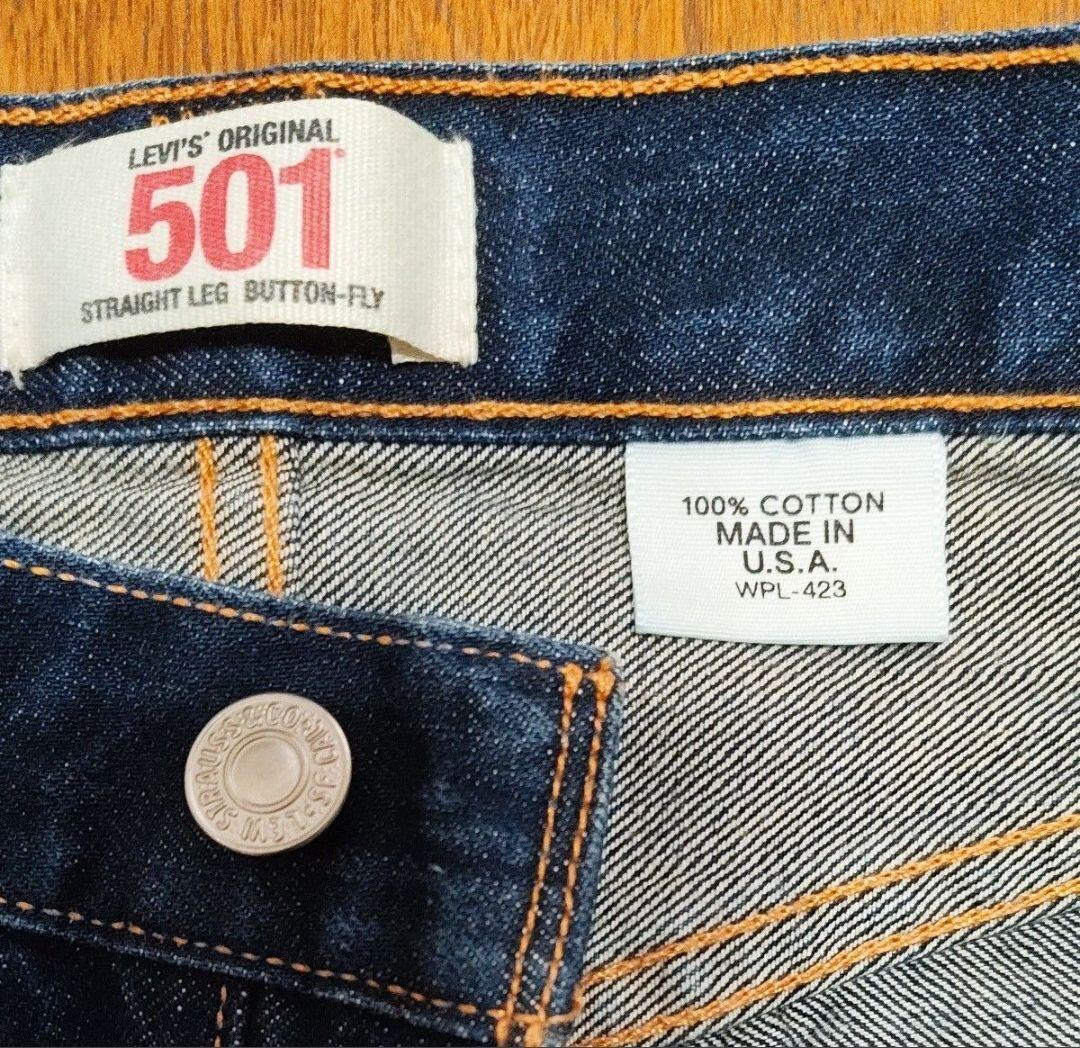 LEVI'S® ORIGINAL
501®
STRAIGHT LEG BUTTON-FLY
100% COTTON
MADE IN
U.S.A.
WPL-423
LEVI STRAUSS & CO